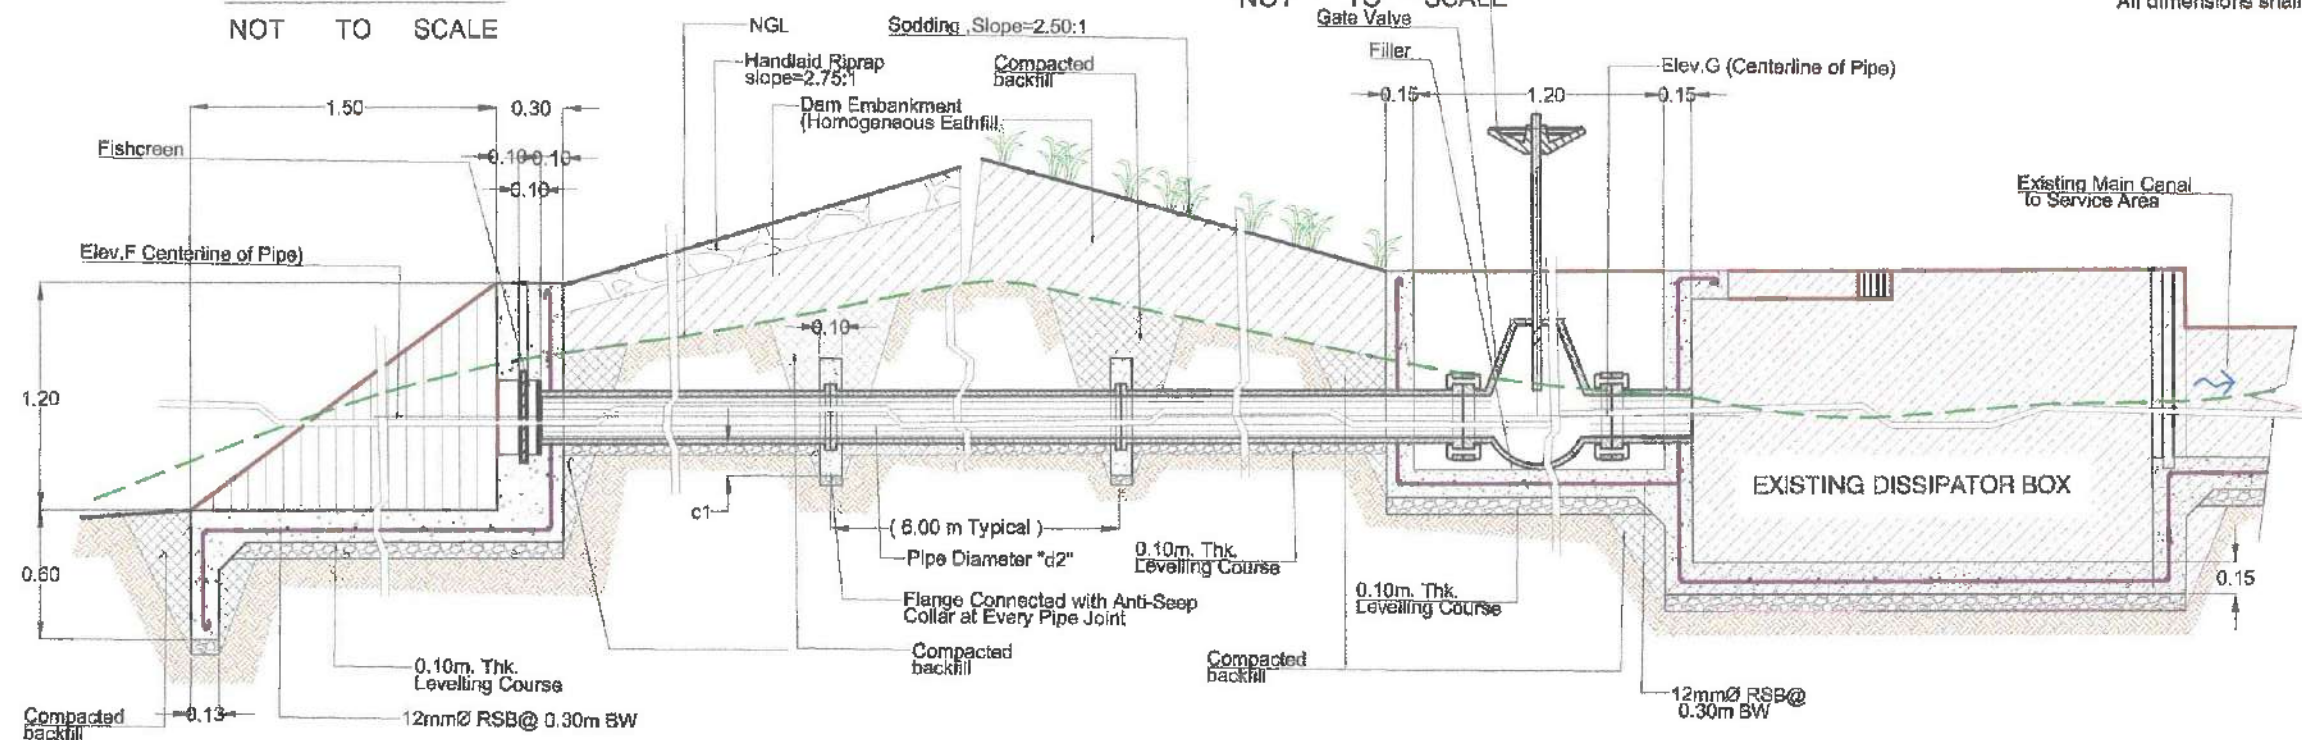 NOT TO SCALE
NOT TO SCALE
All dimensions shall
NGL
Sodding ,Slope=2.50:1
Gate Valve
Handlaid Riprap
slope=2.75:1
Compacted
backfill
Filler
Elev.G (Centerline of Pipe)
Dam Embankment
(Homogeneous Eathfill,
1.50
0.30
0.15
1.20
0.15
Fishcreen
0.10
0.10
0.10
Existing Main Canal
to Service Area
Elev.F Centerline of Pipe)
0.10
1.20
EXISTING DISSIPATOR BOX
c1
( 6.00 m Typical )
Pipe Diameter "d2"
0.10m. Thk.
Levelling Course
0.60
0.15
Flange Connected with Anti-Seep
Collar at Every Pipe Joint
0.10m. Thk.
Levelling Course
Compacted
backfill
Compacted
backfill
0.10m. Thk.
Levelling Course
12mmØ RSB@
0.30m BW
Compacted
backfill
0.13
12mmØ RSB@ 0.30m BW